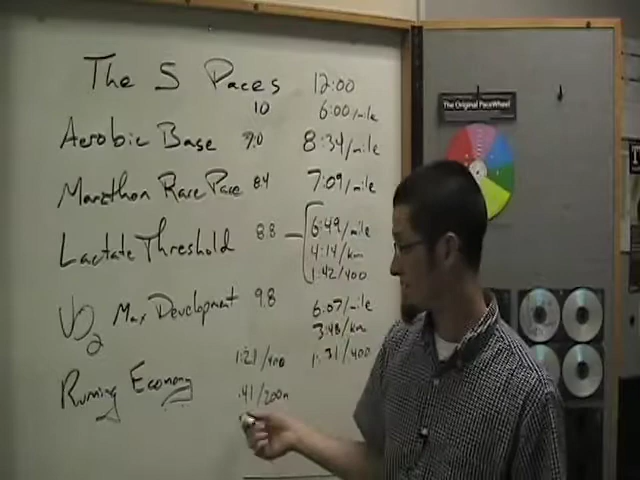 The 5 Paces 12:00
10 6:00/mile
Aerobic Base 7.0 8:34/mile
Marathon Race Pace 8.4 7:09/mile
Lactate Threshold 8.8 6:49/mile
4:14/km
1:42/400
VO2 Max Development 9.8 6:07/mile
3:48/km
1:31/400
Running Economy 1:21/400
.41/200m
The Original PaceWheel